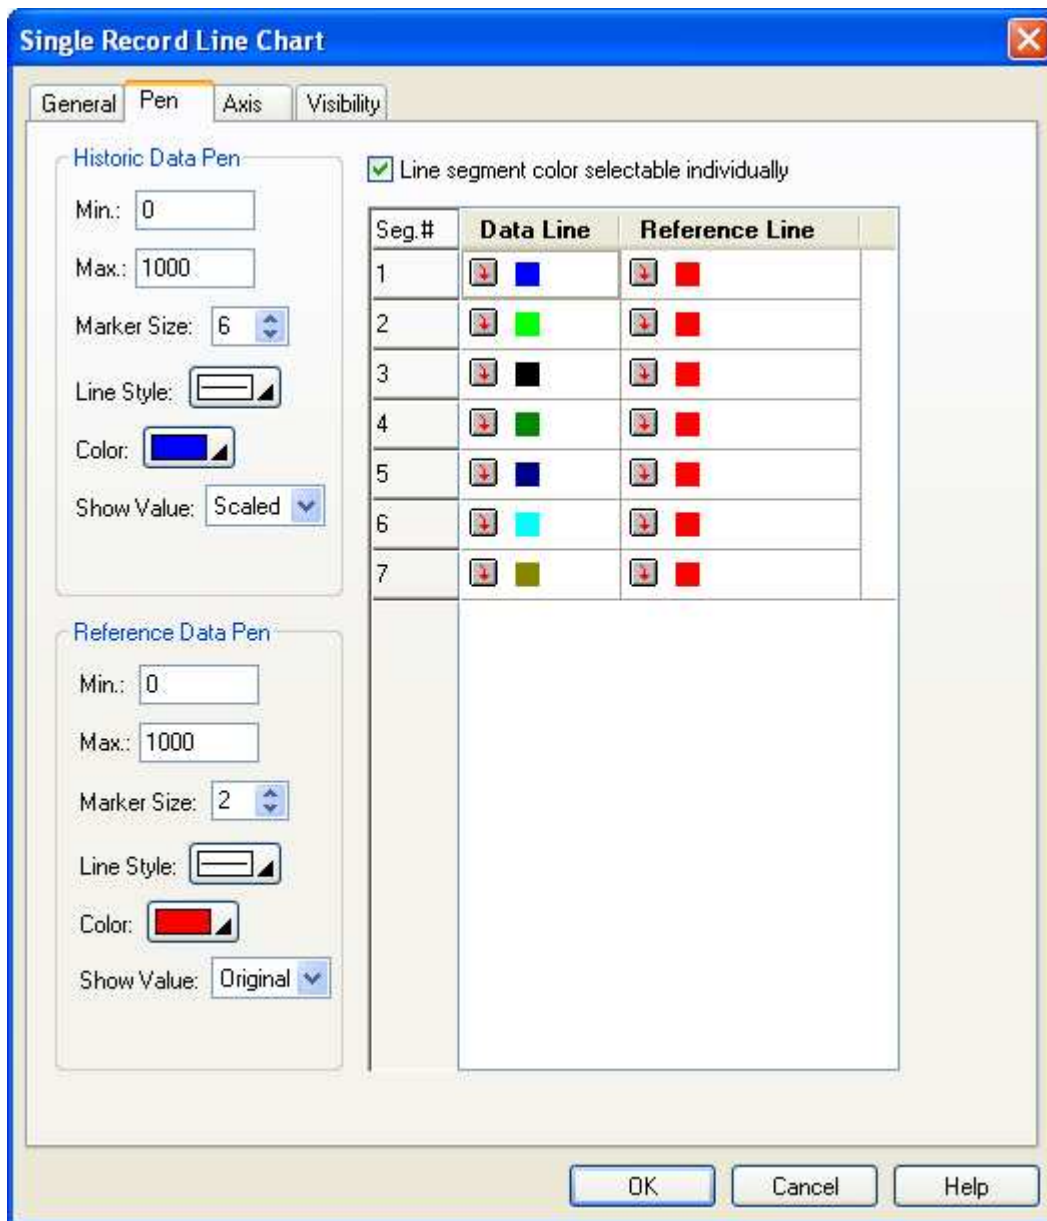 Single Record Line Chart
General Pen Axis Visibility
Historic Data Pen
Min.: 0
Max.: 1000
Marker Size: 6
Line Style:
Color:
Show Value: Scaled
Reference Data Pen
Min.: 0
Max.: 1000
Marker Size: 2
Line Style:
Color:
Show Value: Original
Line segment color selectable individually
Seg.# Data Line Reference Line
1
2
3
4
5
6
7
OK Cancel Help